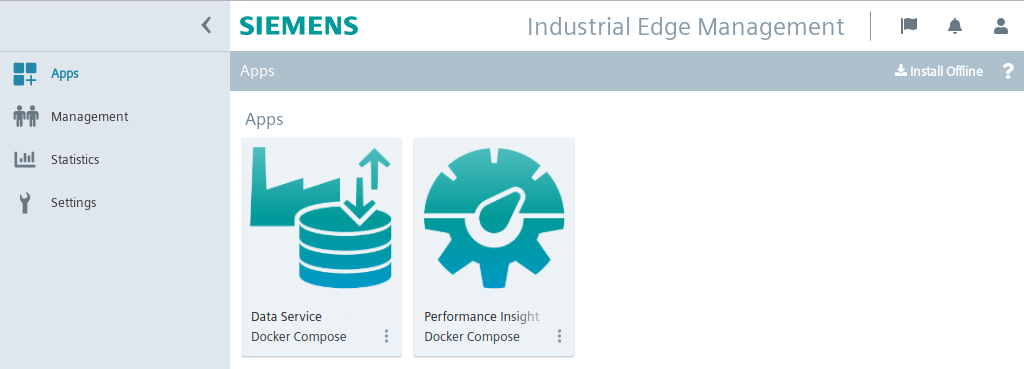 SIEMENS
Industrial Edge Management
Apps
Install Offline
?
Apps
Management
Statistics
Settings
Apps
Data Service
Docker Compose
Performance Insight
Docker Compose